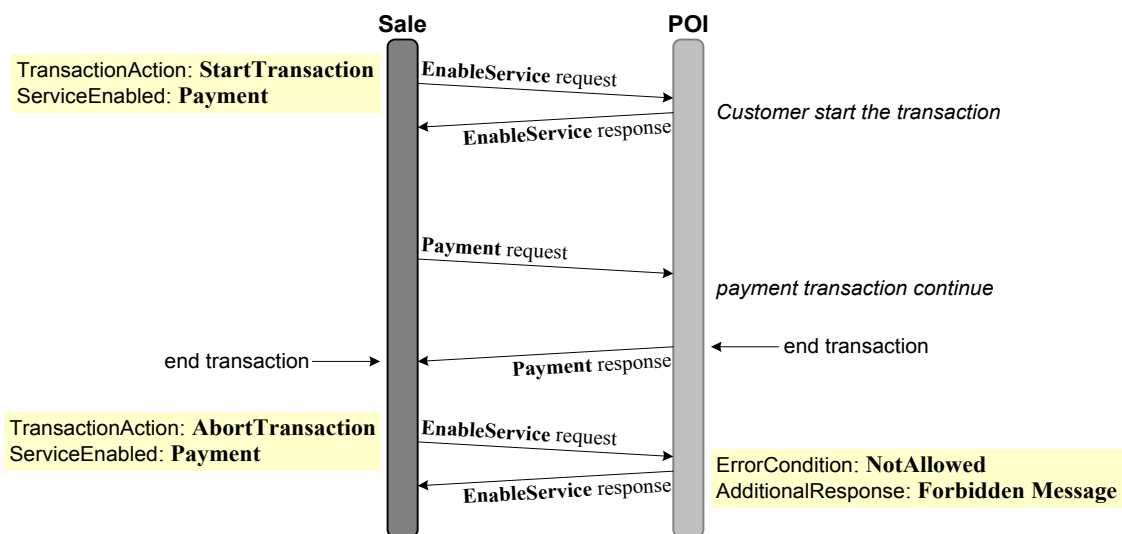 Sale
POI
TransactionAction: StartTransaction
ServiceEnabled: Payment
EnableService request
Customer start the transaction
EnableService response
Payment request
payment transaction continue
end transaction
end transaction
Payment response
TransactionAction: AbortTransaction
ServiceEnabled: Payment
EnableService request
ErrorCondition: NotAllowed
AdditionalResponse: Forbidden Message
EnableService response